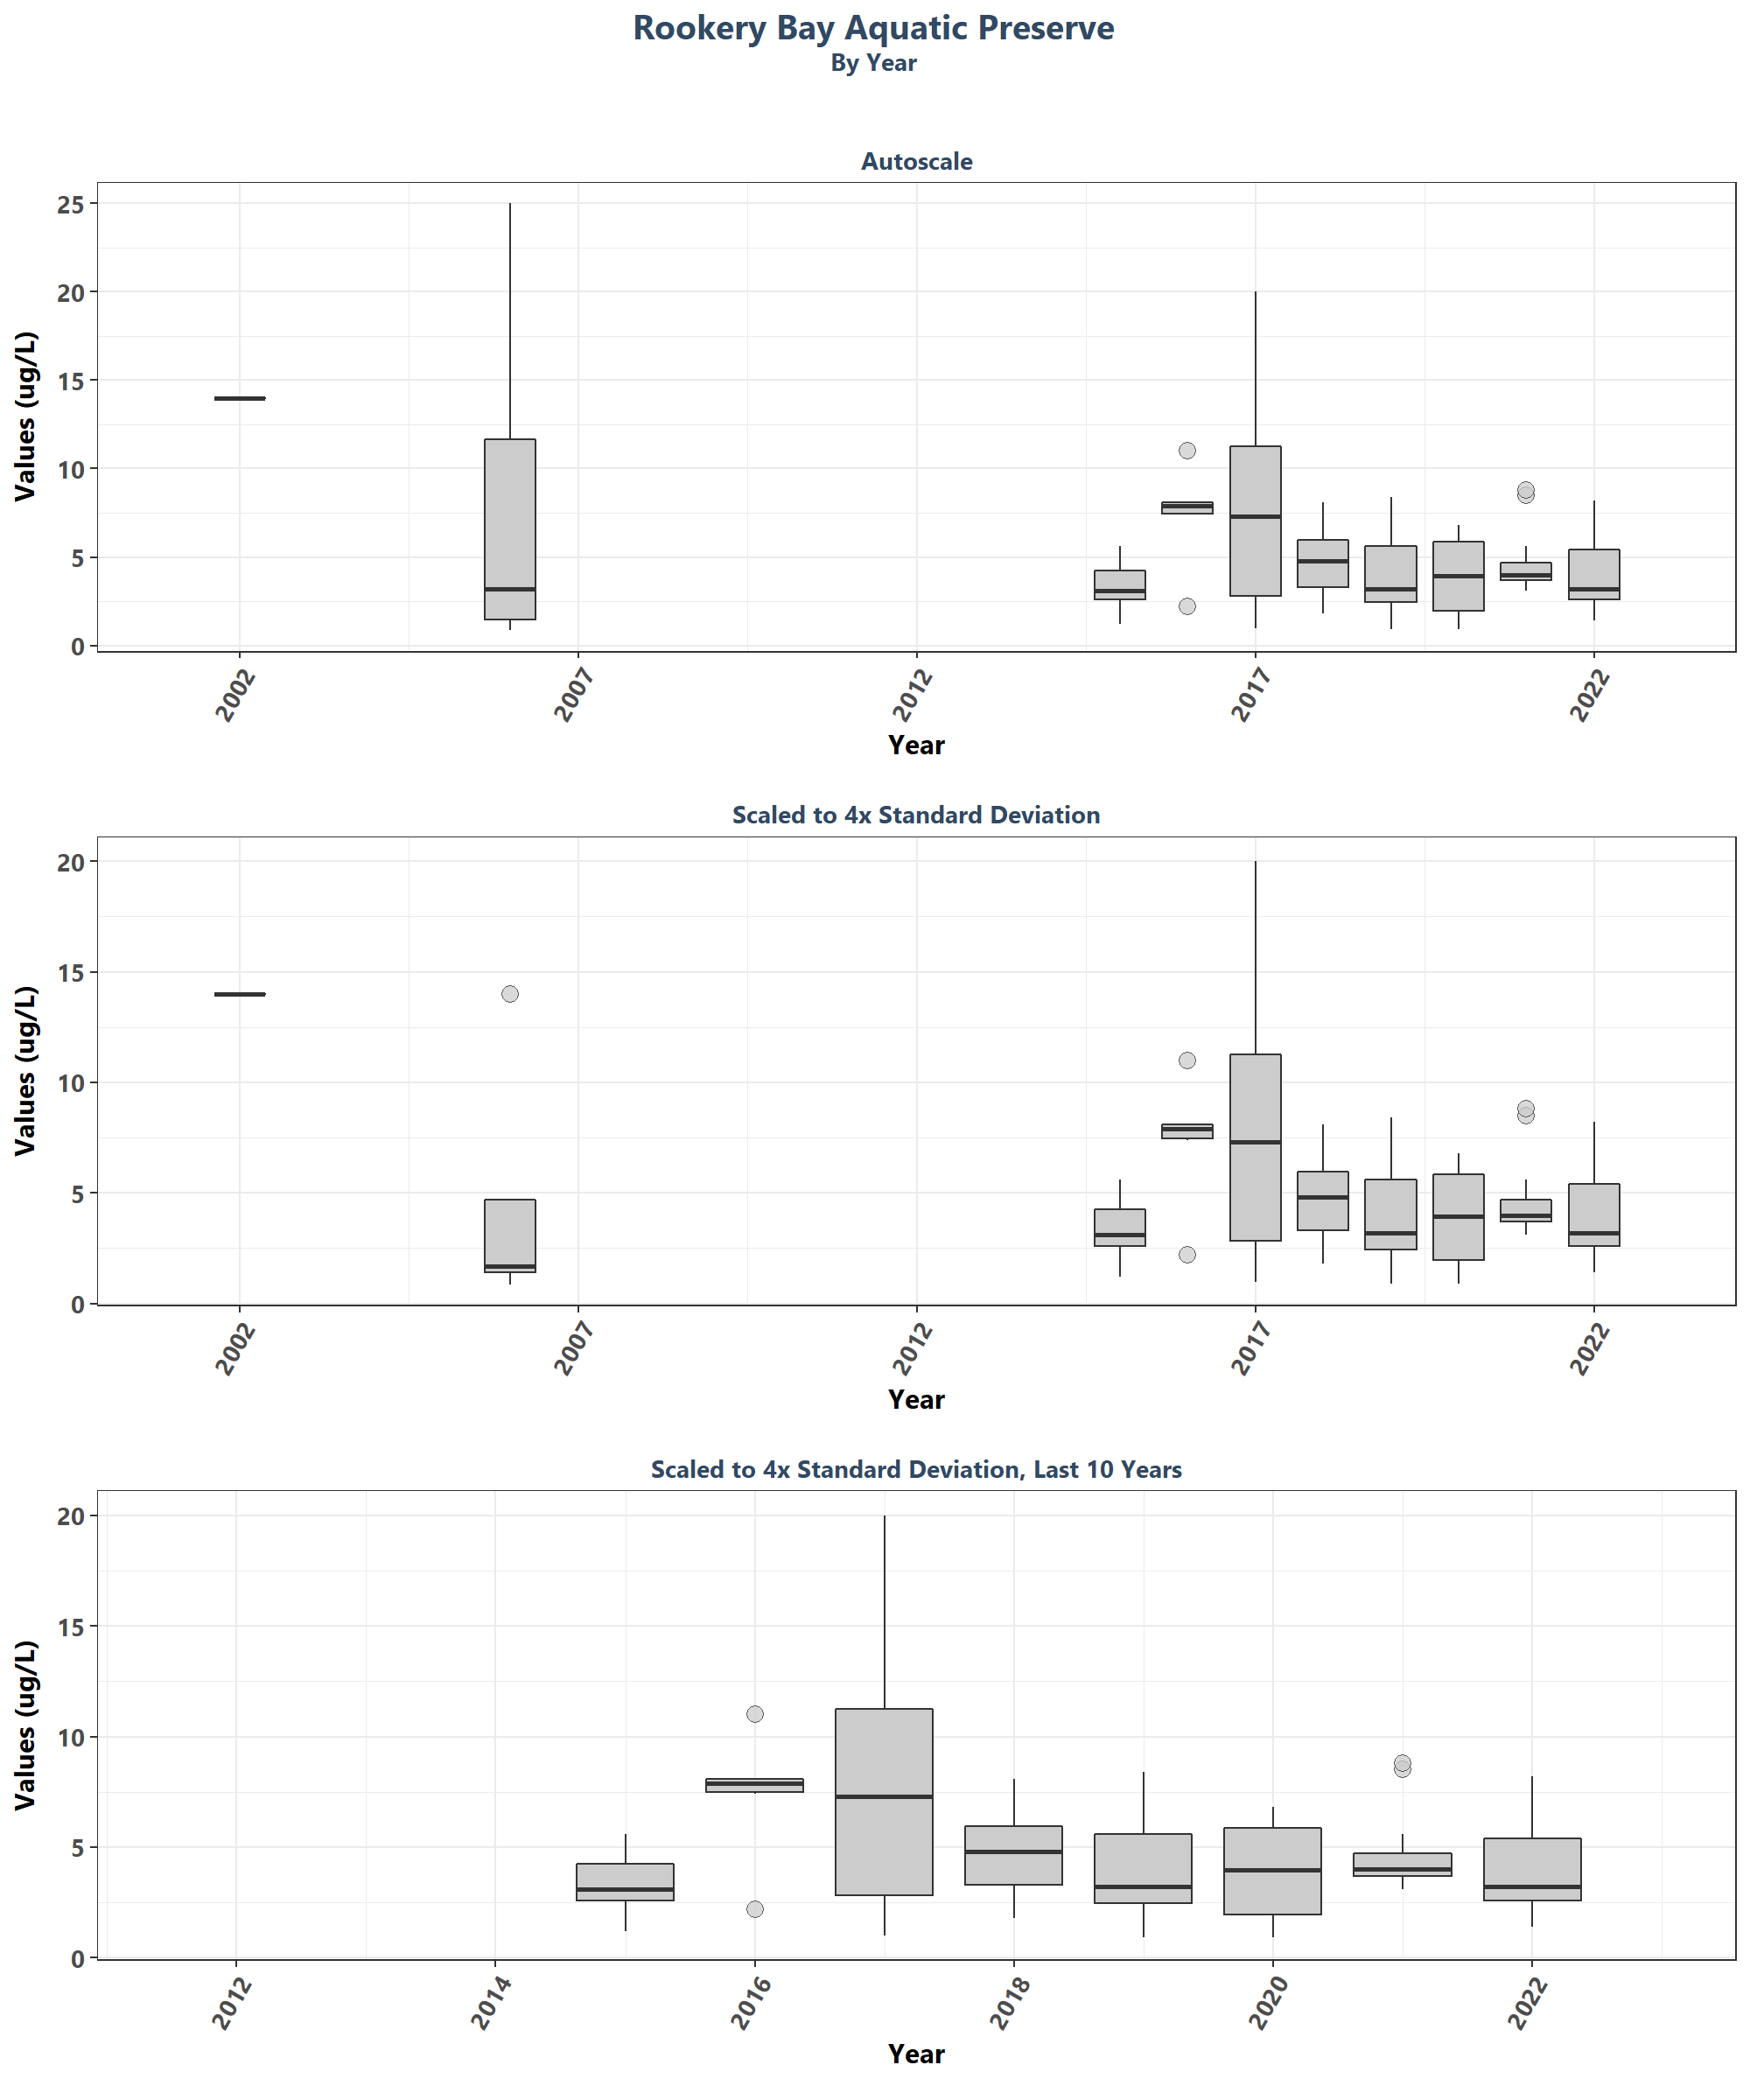 Rookery Bay Aquatic Preserve
By Year
Autoscale
Values (ug/L)
25
20
15
10
5
0
2002
2007
2012
2017
2022
Year
Scaled to 4x Standard Deviation
Values (ug/L)
20
15
10
5
0
2002
2007
2012
2017
2022
Year
Scaled to 4x Standard Deviation, Last 10 Years
Values (ug/L)
20
15
10
5
0
2012
2014
2016
2018
2020
2022
Year